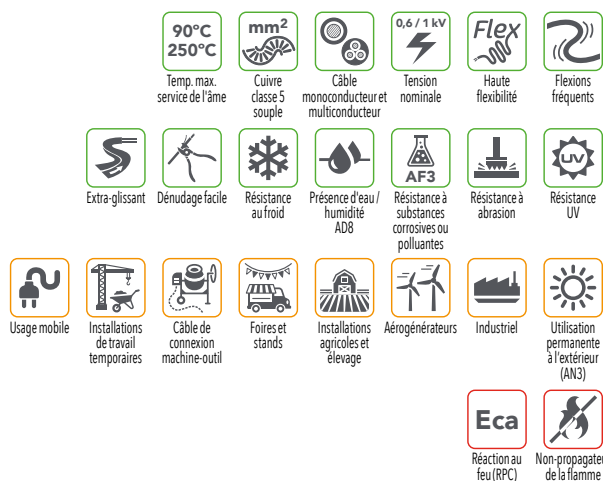 90°C
250°C
Temp. max.
service de l'âme
mm²
Cuivre
classe 5
souple
Câble
monoconducteur et
multiconducteur
0,6 / 1 kV
Tension
nominale
Flex
Haute
flexibilité
Flexions
fréquents
Extra-glissant
Dénudage facile
Résistance
au froid
Présence d'eau /
humidité
AD8
AF3
Résistance à
substances
corrosives ou
polluantes
Résistance à
abrasion
UV
Résistance
UV
Usage mobile
Installations
de travail
temporaires
Câble de
connexion
machine-outil
Foires et
stands
Installations
agricoles et
élevage
Aérogénérateurs
Industriel
Utilisation
permanente
à l'extérieur
(AN3)
Eca
Réaction au
feu (RPC)
Non-propagateu
de la flamme